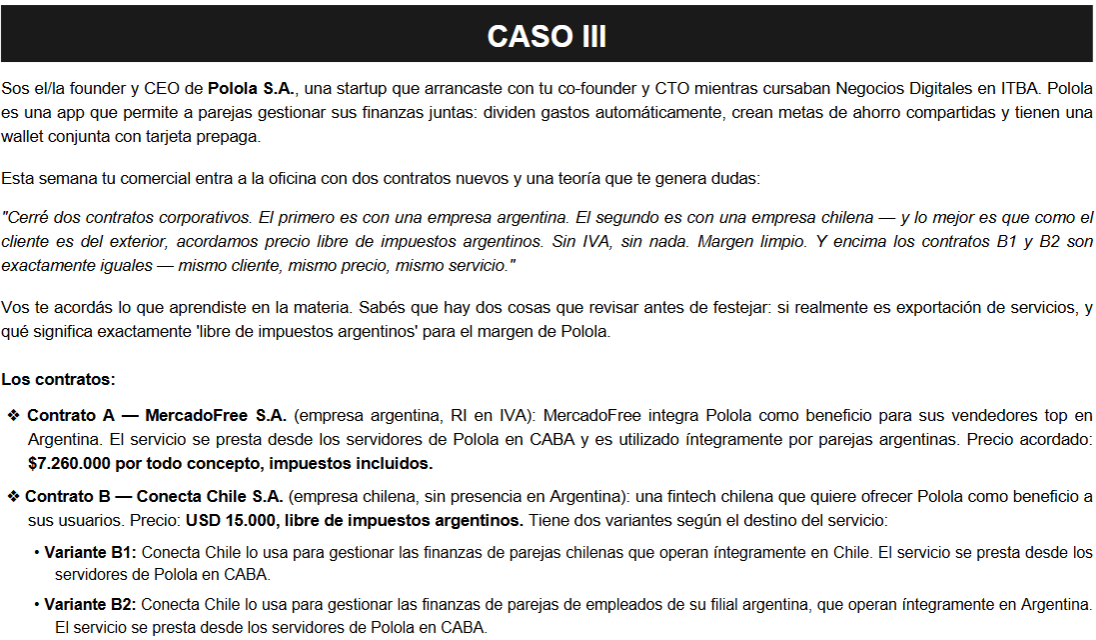 CASO III
Sos el/la founder y CEO de Polola S.A., una startup que arrancaste con tu co-founder y CTO mientras cursaban Negocios Digitales en ITBA. Polola
es una app que permite a parejas gestionar sus finanzas juntas: dividen gastos automáticamente, crean metas de ahorro compartidas y tienen una
wallet conjunta con tarjeta prepaga.
Esta semana tu comercial entra a la oficina con dos contratos nuevos y una teoría que te genera dudas:
"Cerré dos contratos corporativos. El primero es con una empresa argentina. El segundo es con una empresa chilena — y lo mejor es que como el
cliente es del exterior, acordamos precio libre de impuestos argentinos. Sin IVA, sin nada. Margen limpio. Y encima los contratos B1 y B2 son
exactamente iguales — mismo cliente, mismo precio, mismo servicio."
Vos te acordás lo que aprendiste en la materia. Sabés que hay dos cosas que revisar antes de festejar: si realmente es exportación de servicios, y
qué significa exactamente 'libre de impuestos argentinos' para el margen de Polola.
Los contratos:
❖ Contrato A — MercadoFree S.A. (empresa argentina, RI en IVA): MercadoFree integra Polola como beneficio para sus vendedores top en
Argentina. El servicio se presta desde los servidores de Polola en CABA y es utilizado íntegramente por parejas argentinas. Precio acordado:
$7.260.000 por todo concepto, impuestos incluidos.
❖ Contrato B — Conecta Chile S.A. (empresa chilena, sin presencia en Argentina): una fintech chilena que quiere ofrecer Polola como beneficio a
sus usuarios. Precio: USD 15.000, libre de impuestos argentinos. Tiene dos variantes según el destino del servicio:
• Variante B1: Conecta Chile lo usa para gestionar las finanzas de parejas chilenas que operan íntegramente en Chile. El servicio se presta desde los
servidores de Polola en CABA.
• Variante B2: Conecta Chile lo usa para gestionar las finanzas de parejas de empleados de su filial argentina, que operan íntegramente en Argentina.
El servicio se presta desde los servidores de Polola en CABA.